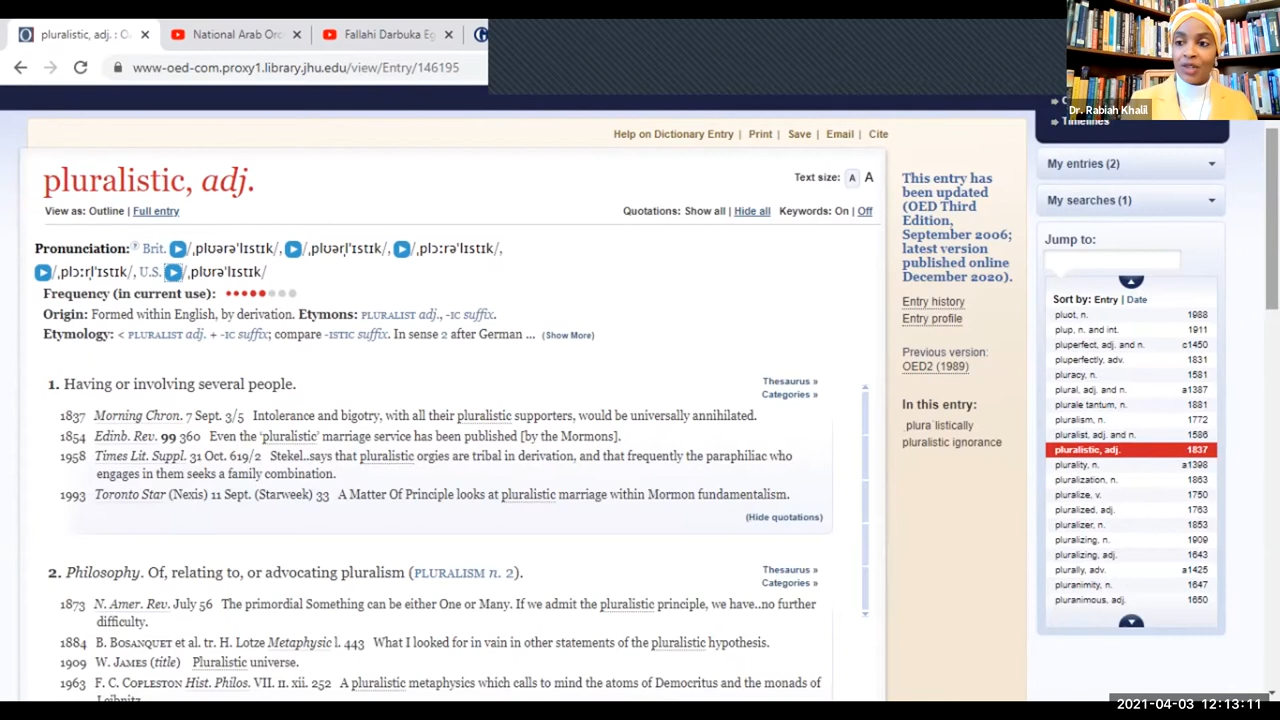 pluralistic, adj. : O
National Arab Orc
Fallahi Darbuka Eg
www-oed-com.proxy1.library.jhu.edu/view/Entry/146195
Dr. Rabiah Khalil
Timelines
Help on Dictionary Entry | Print | Save | Email | Cite
pluralistic, adj.
Text size: A A
View as: Outline | Full entry
Quotations: Show all | Hide all Keywords: On | Off
Pronunciation: ? Brit. /ˌplʊərəˈlɪstɪk/, /ˌplʊərl̩ˈɪstɪk/, /ˌplɔːrəˈlɪstɪk/,
/ˌplɔːrl̩ˈɪstɪk/, U.S. /ˌplʊrəˈlɪstɪk/
Frequency (in current use):
Origin: Formed within English, by derivation. Etymons: PLURALIST adj., -IC suffix.
Etymology: < PLURALIST adj. + -IC suffix; compare -ISTIC suffix. In sense 2 after German ... (Show More)
1. Having or involving several people.
Thesaurus »
Categories »
1837 Morning Chron. 7 Sept. 3/5 Intolerance and bigotry, with all their pluralistic supporters, would be universally annihilated.
1854 Edinb. Rev. 99 360 Even the ‘pluralistic’ marriage service has been published [by the Mormons].
1958 Times Lit. Suppl. 31 Oct. 619/2 Stekel..says that pluralistic orgies are tribal in derivation, and that frequently the paraphiliac who
engages in them seeks a family combination.
1993 Toronto Star (Nexis) 11 Sept. (Starweek) 33 A Matter Of Principle looks at pluralistic marriage within Mormon fundamentalism.
(Hide quotations)
2. Philosophy. Of, relating to, or advocating pluralism (PLURALISM n. 2).
Thesaurus »
Categories »
1873 N. Amer. Rev. July 56 The primordial Something can be either One or Many. If we admit the pluralistic principle, we have..no further
difficulty.
1884 B. BOSANQUET et al. tr. H. Lotze Metaphysic I. 443 What I looked for in vain in other statements of the pluralistic hypothesis.
1909 W. JAMES (title) Pluralistic universe.
1963 F. C. COPLESTON Hist. Philos. VII. II. xii. 252 A pluralistic metaphysics which calls to mind the atoms of Democritus and the monads of
Leibnitz.
This entry has
been updated
(OED Third
Edition,
September 2006;
latest version
published online
December 2020).
Entry history
Entry profile
Previous version:
OED2 (1989)
In this entry:
pluraˈlistically
pluralistic ignorance
My entries (2)
My searches (1)
Jump to:
Sort by: Entry | Date
pluot, n. 1988
plup, n. and int. 1911
pluperfect, adj. and n. c1450
pluperfectly, adv. 1831
pluracy, n. 1581
plural, adj. and n. a1387
plurale tantum, n. 1881
pluralism, n. 1772
pluralist, adj. and n. 1586
pluralistic, adj. 1837
plurality, n. a1398
pluralization, n. 1863
pluralize, v. 1750
pluralized, adj. 1763
pluralizer, n. 1853
pluralizing, n. 1909
pluralizing, adj. 1643
plurally, adv. a1425
pluranimity, n. 1647
pluranimous, adj. 1650
2021-04-03 12:13:11